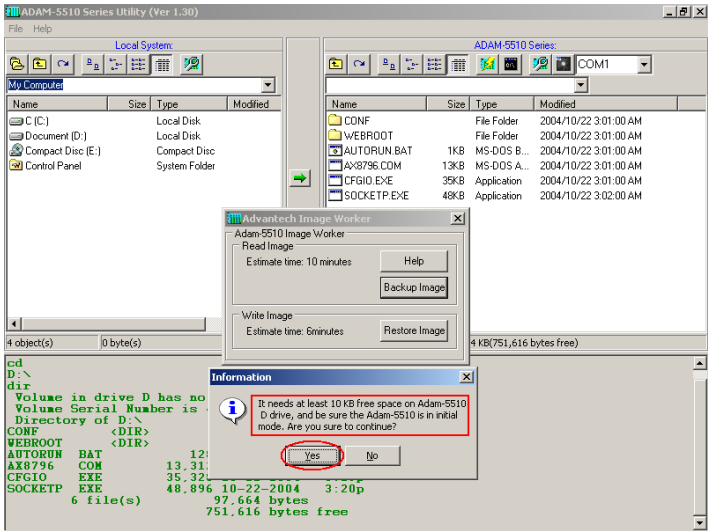 ADAM-5510 Series Utility (Ver 1.30)
File Help
Local System:
ADAM-5510 Series:
COM1
My Computer
Name Size Type Modified
C (C:) Local Disk
Document (D:) Local Disk
Compact Disc (E:) Compact Disc
Control Panel System Folder
Name Size Type Modified
CONF File Folder 2004/10/22 3:01:00 AM
WEBROOT File Folder 2004/10/22 3:01:00 AM
AUTORUN.BAT 1KB MS-DOS B... 2004/10/22 3:01:00 AM
AX8796.COM 13KB MS-DOS A... 2004/10/22 3:01:00 AM
CFGIO.EXE 35KB Application 2004/10/22 3:01:00 AM
SOCKETP.EXE 48KB Application 2004/10/22 3:02:00 AM
Advantech Image Worker
Adam-5510 Image Worker
Read Image
Estimate time: 10 minutes
Help
Backup Image
Write Image
Estimate time: 6minutes
Restore Image
4 object(s) 0 byte(s)
4 KB(751,616 bytes free)
cd
D:\
dir
Volume in drive D has no
Volume Serial Number is
Directory of D:\
CONF <DIR>
WEBROOT <DIR>
AUTORUN BAT 12
AX8796 COM 13,31
CFGIO EXE 35,32
SOCKETP EXE 48,896 10-22-2004 3:20p
6 file(s) 97,664 bytes
751,616 bytes free
Information
It needs at least 10 KB free space on Adam-5510
D drive, and be sure the Adam-5510 is in initial
mode. Are you sure to continue?
Yes No